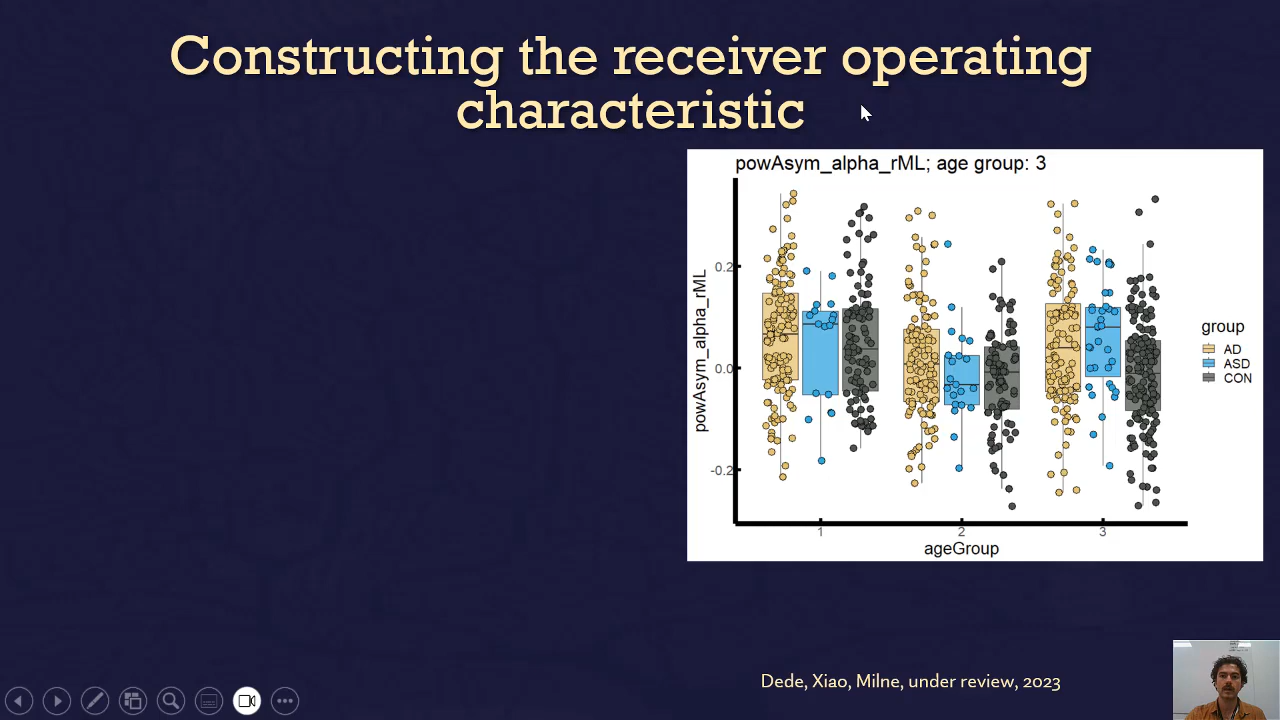 Constructing the receiver operating
characteristic
powAsym_alpha_rML; age group: 3
powAsym_alpha_rML
0.2
0.0
-0.2
1
2
3
ageGroup
group
AD
ASD
CON
Dede, Xiao, Milne, under review, 2023